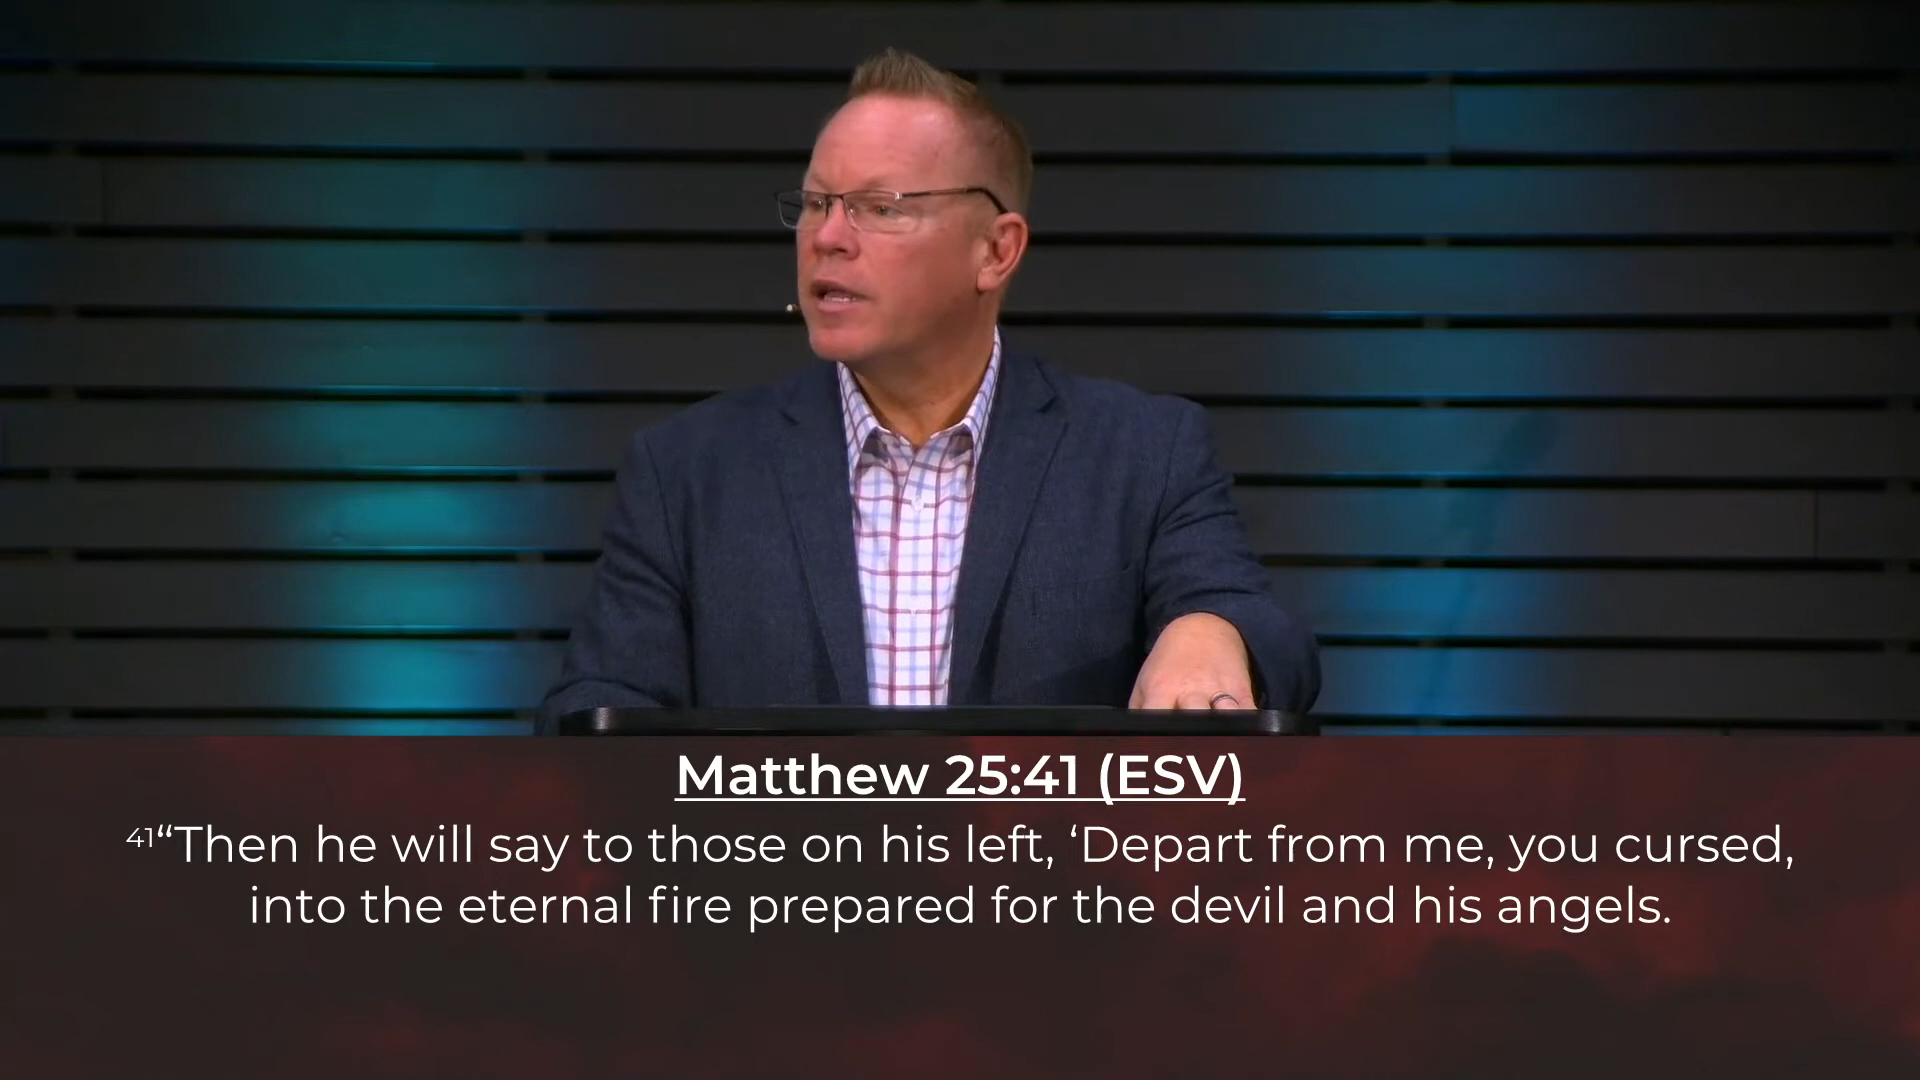 Matthew 25:41 (ESV)
41“Then he will say to those on his left, ‘Depart from me, you cursed,
into the eternal fire prepared for the devil and his angels.